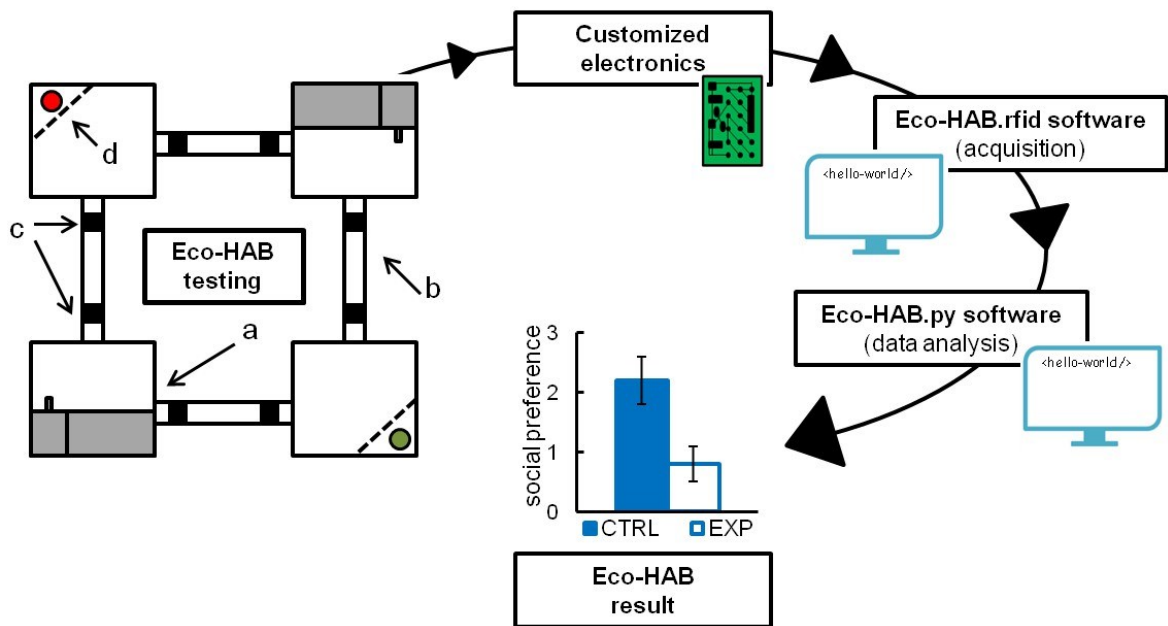 Customized
electronics
Eco-HAB.rfid software
(acquisition)
<hello-world/>
d
c
Eco-HAB
testing
b
a
Eco-HAB.py software
(data analysis)
<hello-world/>
social preference
3
2
1
0
CTRL
EXP
Eco-HAB
result